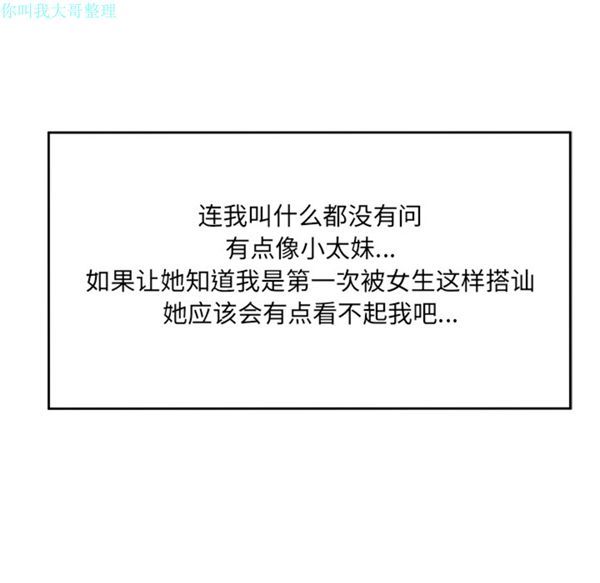 你叫我大哥整理
连我叫什么都没有问
有点像小太妹...
如果让她知道我是第一次被女生这样搭讪
她应该会有点看不起我吧...